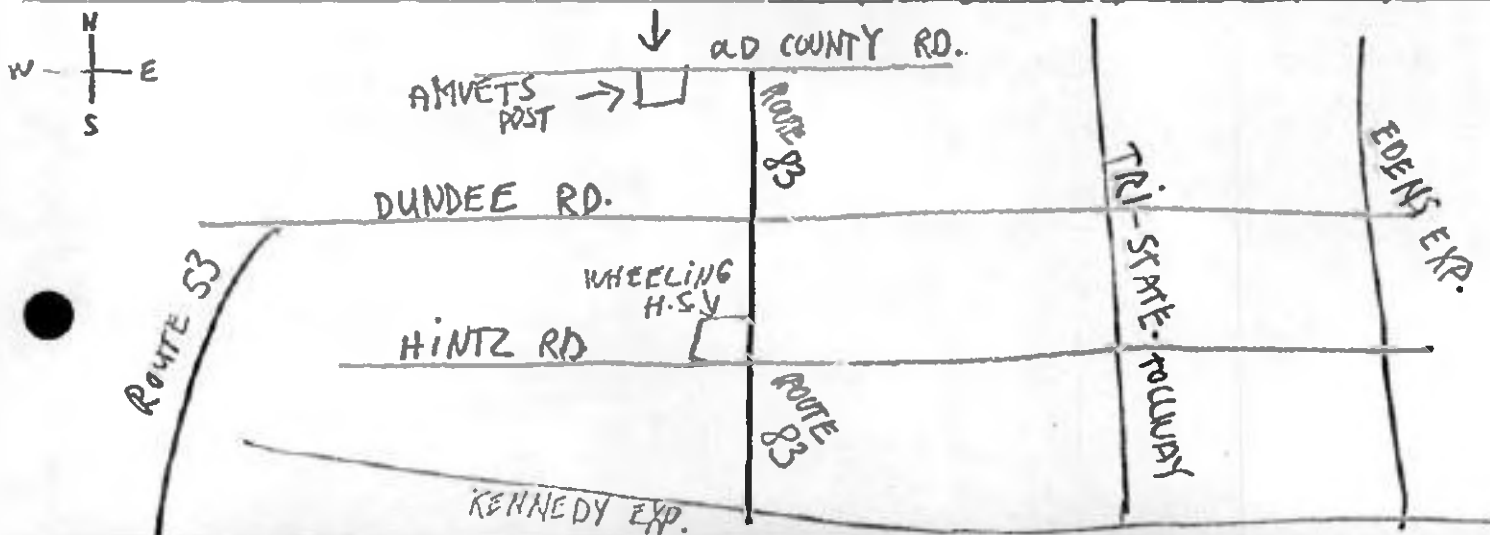 N
W E
S
OLD COUNTY RD.
AMVETS
POST
ROUTE
83
DUNDEE RD.
TRI-STATE-TOLLWAY
EDENS EXP.
ROUTE 53
WHEELING
H.S.
HINTZ RD
ROUTE
83
KENNEDY EXP.